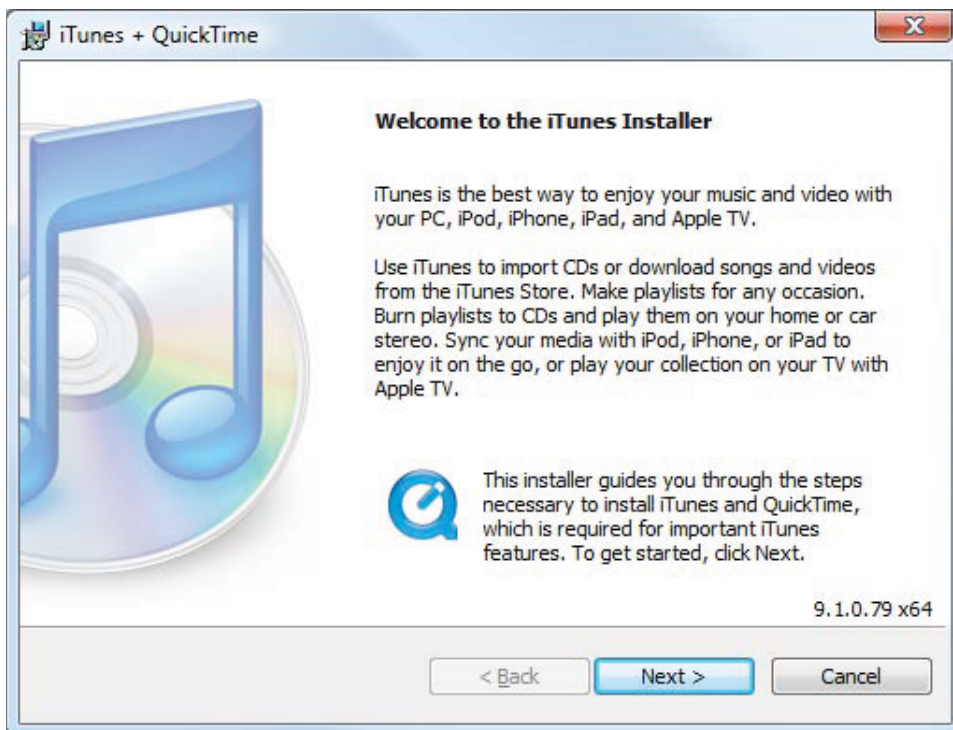 iTunes + QuickTime
Welcome to the iTunes Installer
iTunes is the best way to enjoy your music and video with
your PC, iPod, iPhone, iPad, and Apple TV.
Use iTunes to import CDs or download songs and videos
from the iTunes Store. Make playlists for any occasion.
Burn playlists to CDs and play them on your home or car
stereo. Sync your media with iPod, iPhone, or iPad to
enjoy it on the go, or play your collection on your TV with
Apple TV.
This installer guides you through the steps
necessary to install iTunes and QuickTime,
which is required for important iTunes
features. To get started, click Next.
9.1.0.79 x64
< Back
Next >
Cancel